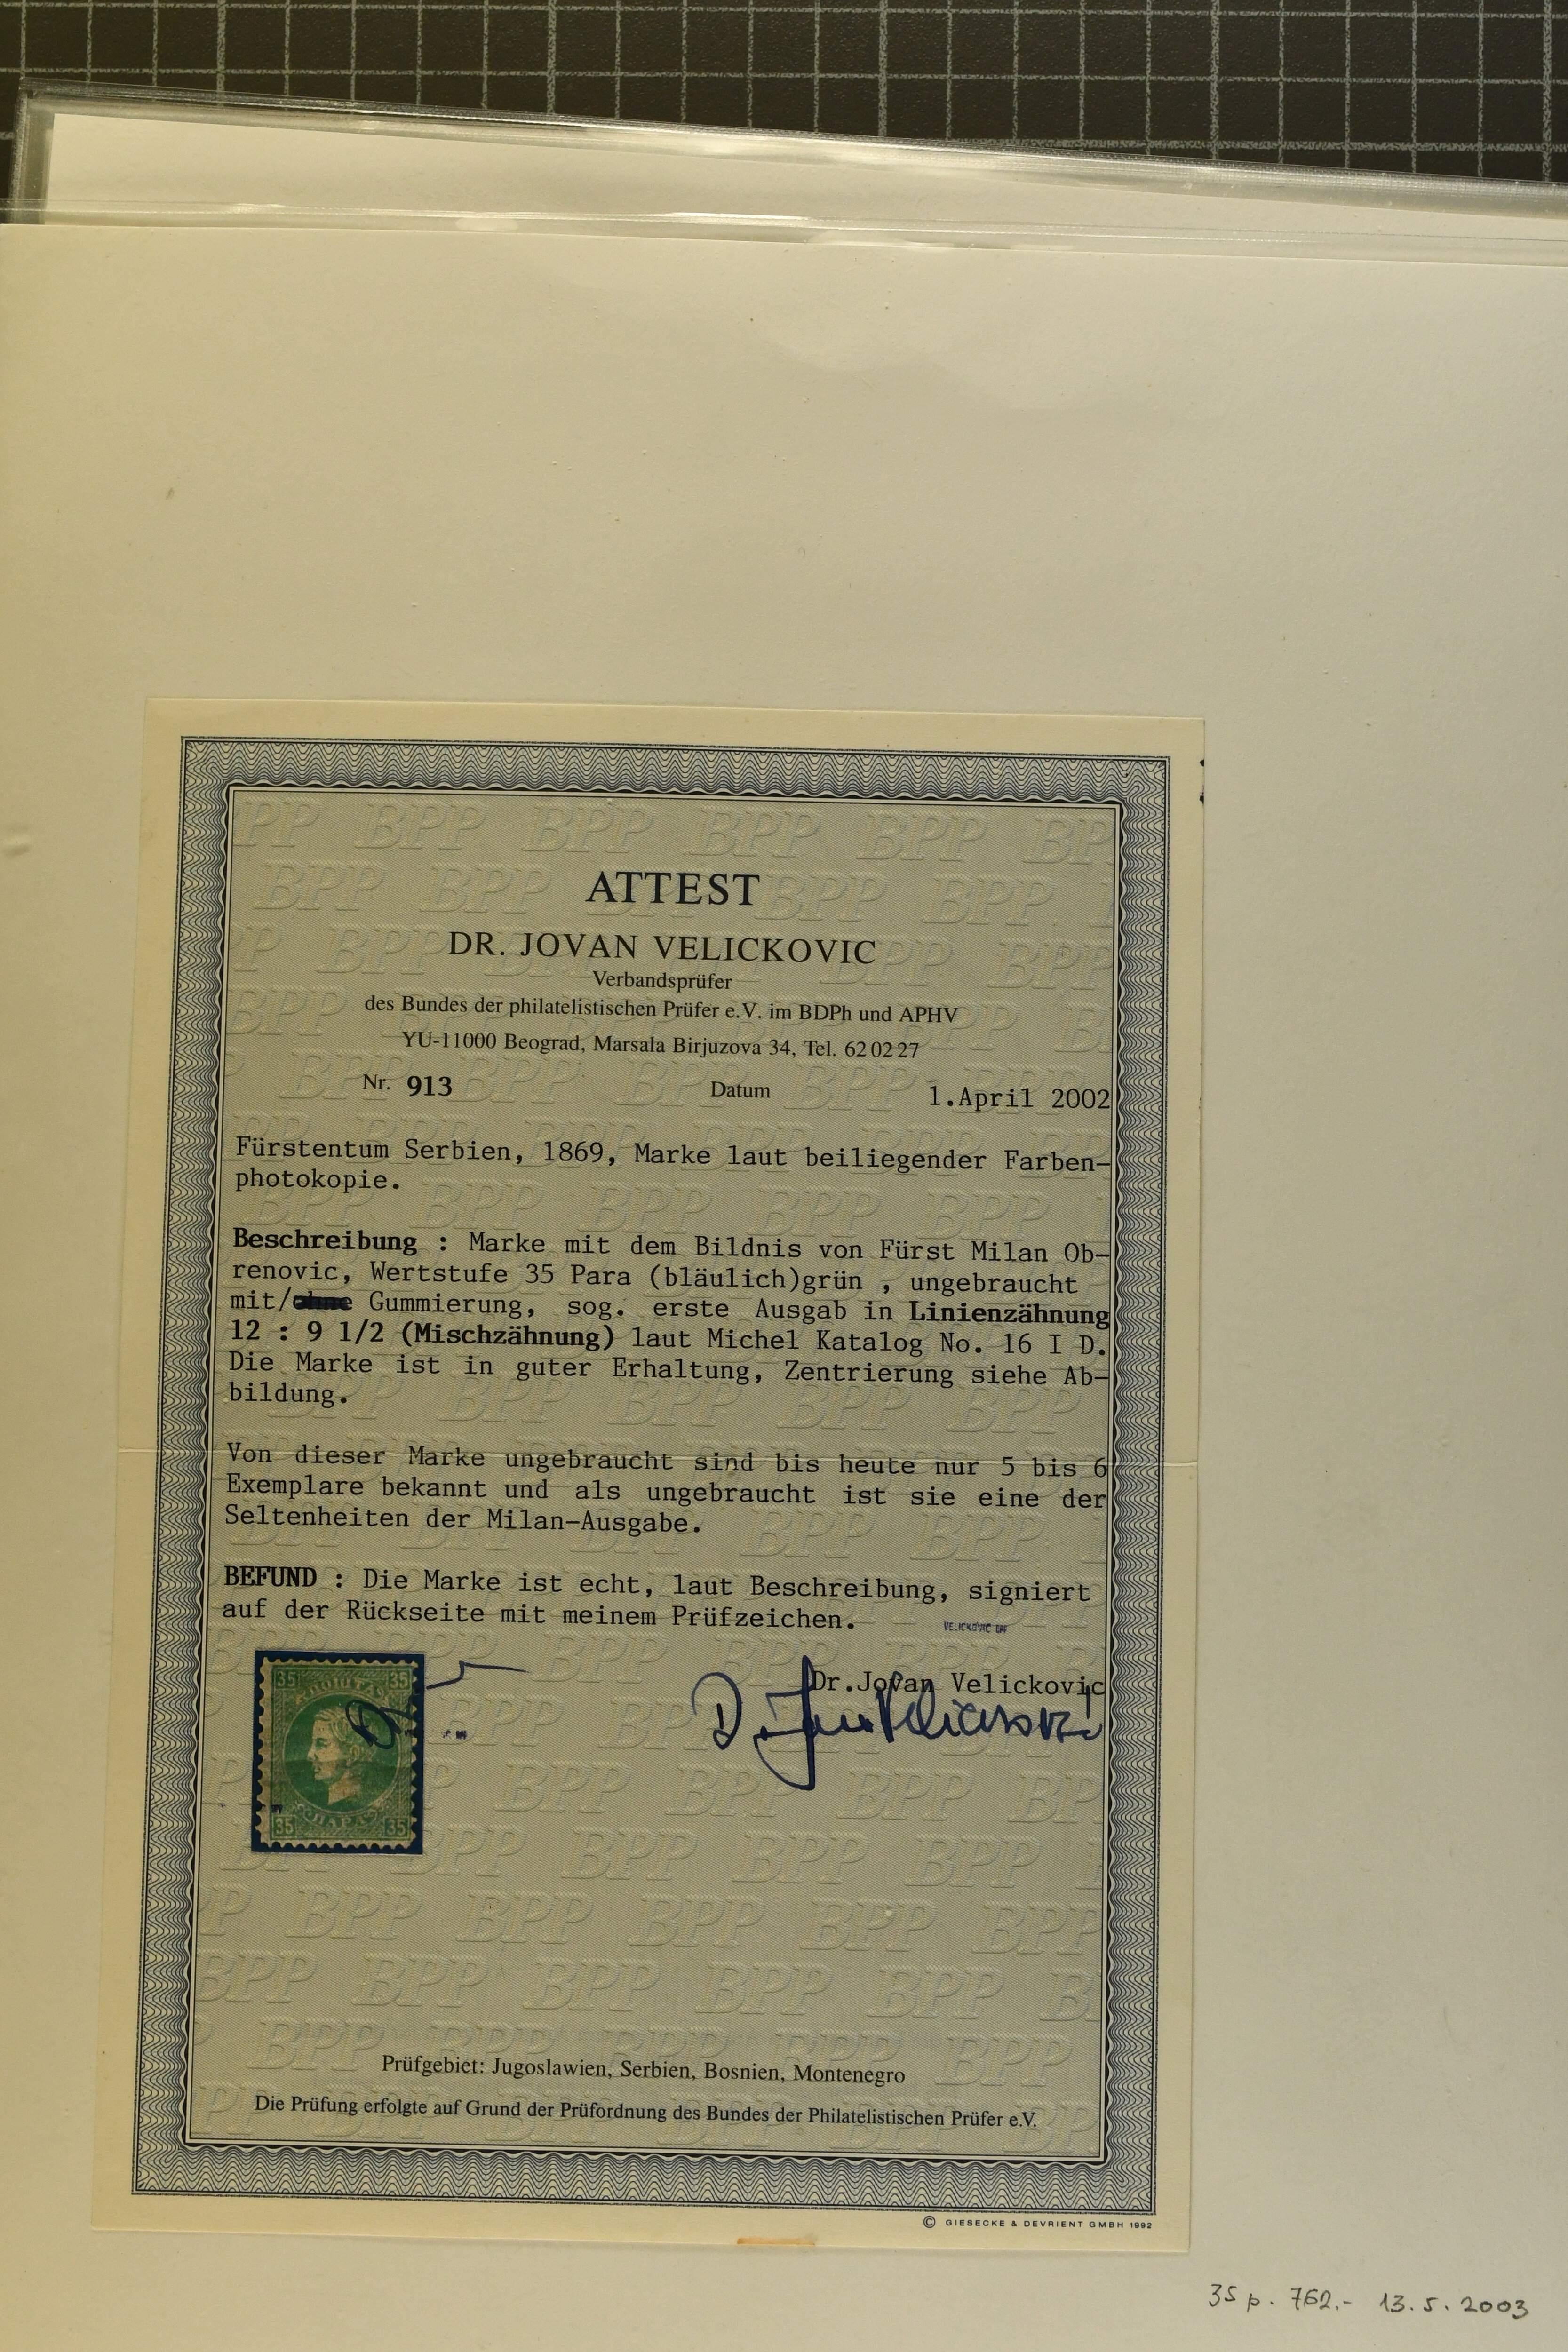 ATTEST
DR. JOVAN VELICKOVIC
Verbandsprüfer
des Bundes der philatelistischen Prüfer e.V. im BDPh und APHV
YU-11000 Beograd, Marsala Birjuzova 34, Tel. 62 02 27
Nr. 913 Datum 1.April 2002
Fürstentum Serbien, 1869, Marke laut beiliegender Farben-
photokopie.
Beschreibung : Marke mit dem Bildnis von Fürst Milan Ob-
renovic, Wertstufe 35 Para (bläulich)grün , ungebraucht
mit/ohne Gummierung, sog. erste Ausgab in Linienzähnung
12 : 9 1/2 (Mischzähnung) laut Michel Katalog No. 16 I D.
Die Marke ist in guter Erhaltung, Zentrierung siehe Ab-
bildung.
Von dieser Marke ungebraucht sind bis heute nur 5 bis 6
Exemplare bekannt und als ungebraucht ist sie eine der
Seltenheiten der Milan-Ausgabe.
BEFUND : Die Marke ist echt, laut Beschreibung, signiert
auf der Rückseite mit meinem Prüfzeichen.
VELICKOVIC
Dr.Jovan Velickovic
35 35
ПАРА
35 35
Prüfgebiet: Jugoslawien, Serbien, Bosnien, Montenegro
Die Prüfung erfolgte auf Grund der Prüfordnung des Bundes der Philatelistischen Prüfer e.V.
© GIESECKE & DEVRIENT GMBH 1992
35 p. 762.- 13.5.2003